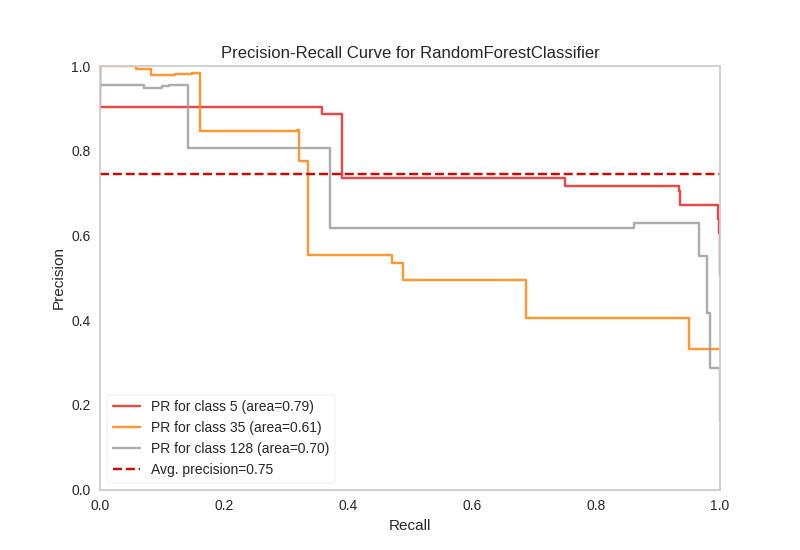 Precision-Recall Curve for RandomForestClassifier
1.0
0.8
0.6
0.4
0.2
0.0
Precision
PR for class 5 (area=0.79)
PR for class 35 (area=0.61)
PR for class 128 (area=0.70)
Avg. precision=0.75
0.0 0.2 0.4 0.6 0.8 1.0
Recall